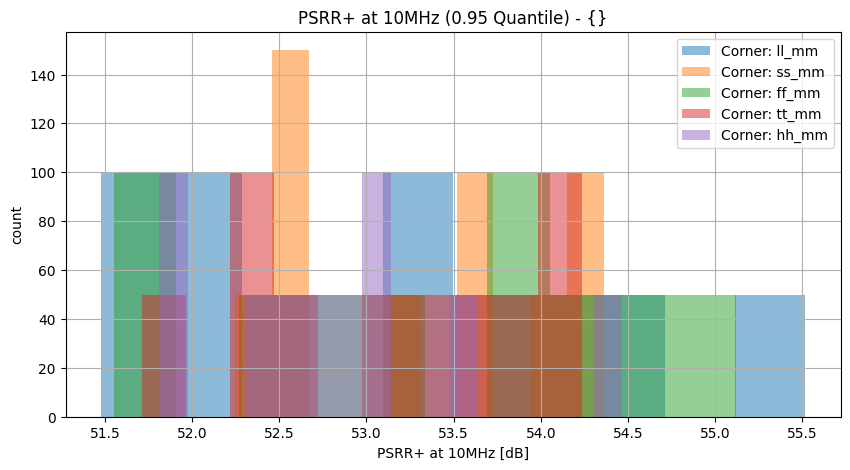 PSRR+ at 10MHz (0.95 Quantile) - {}
Corner: ll_mm
Corner: ss_mm
Corner: ff_mm
Corner: tt_mm
Corner: hh_mm
count
140
120
100
80
60
40
20
0
51.5 52.0 52.5 53.0 53.5 54.0 54.5 55.0 55.5
PSRR+ at 10MHz [dB]